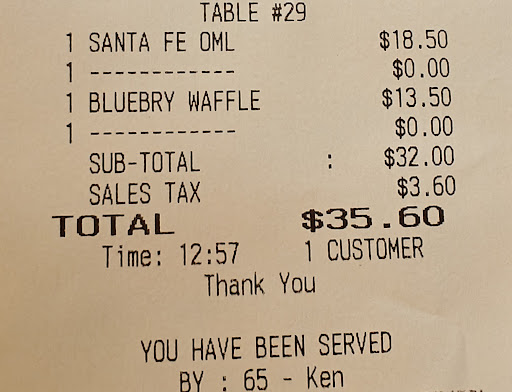 TABLE #29
1 SANTA FE OML $18.50
1 ------------ $0.00
1 BLUEBRY WAFFLE $13.50
1 ------------ $0.00
SUB-TOTAL : $32.00
SALES TAX $3.60
TOTAL $35.60
Time: 12:57 1 CUSTOMER
Thank You
YOU HAVE BEEN SERVED
BY : 65 - Ken